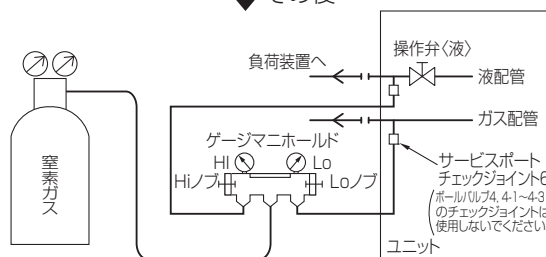 その後
操作弁〈液〉
負荷装置へ
液配管
ガス配管
ゲージマニホールド
HI
Lo
Hiノブ
Loノブ
窒素ガス
サービスポート
チェックジョイント6
ボールバルブ4, 4-1~4-3
のチェックジョイントは
使用しないでください
ユニット